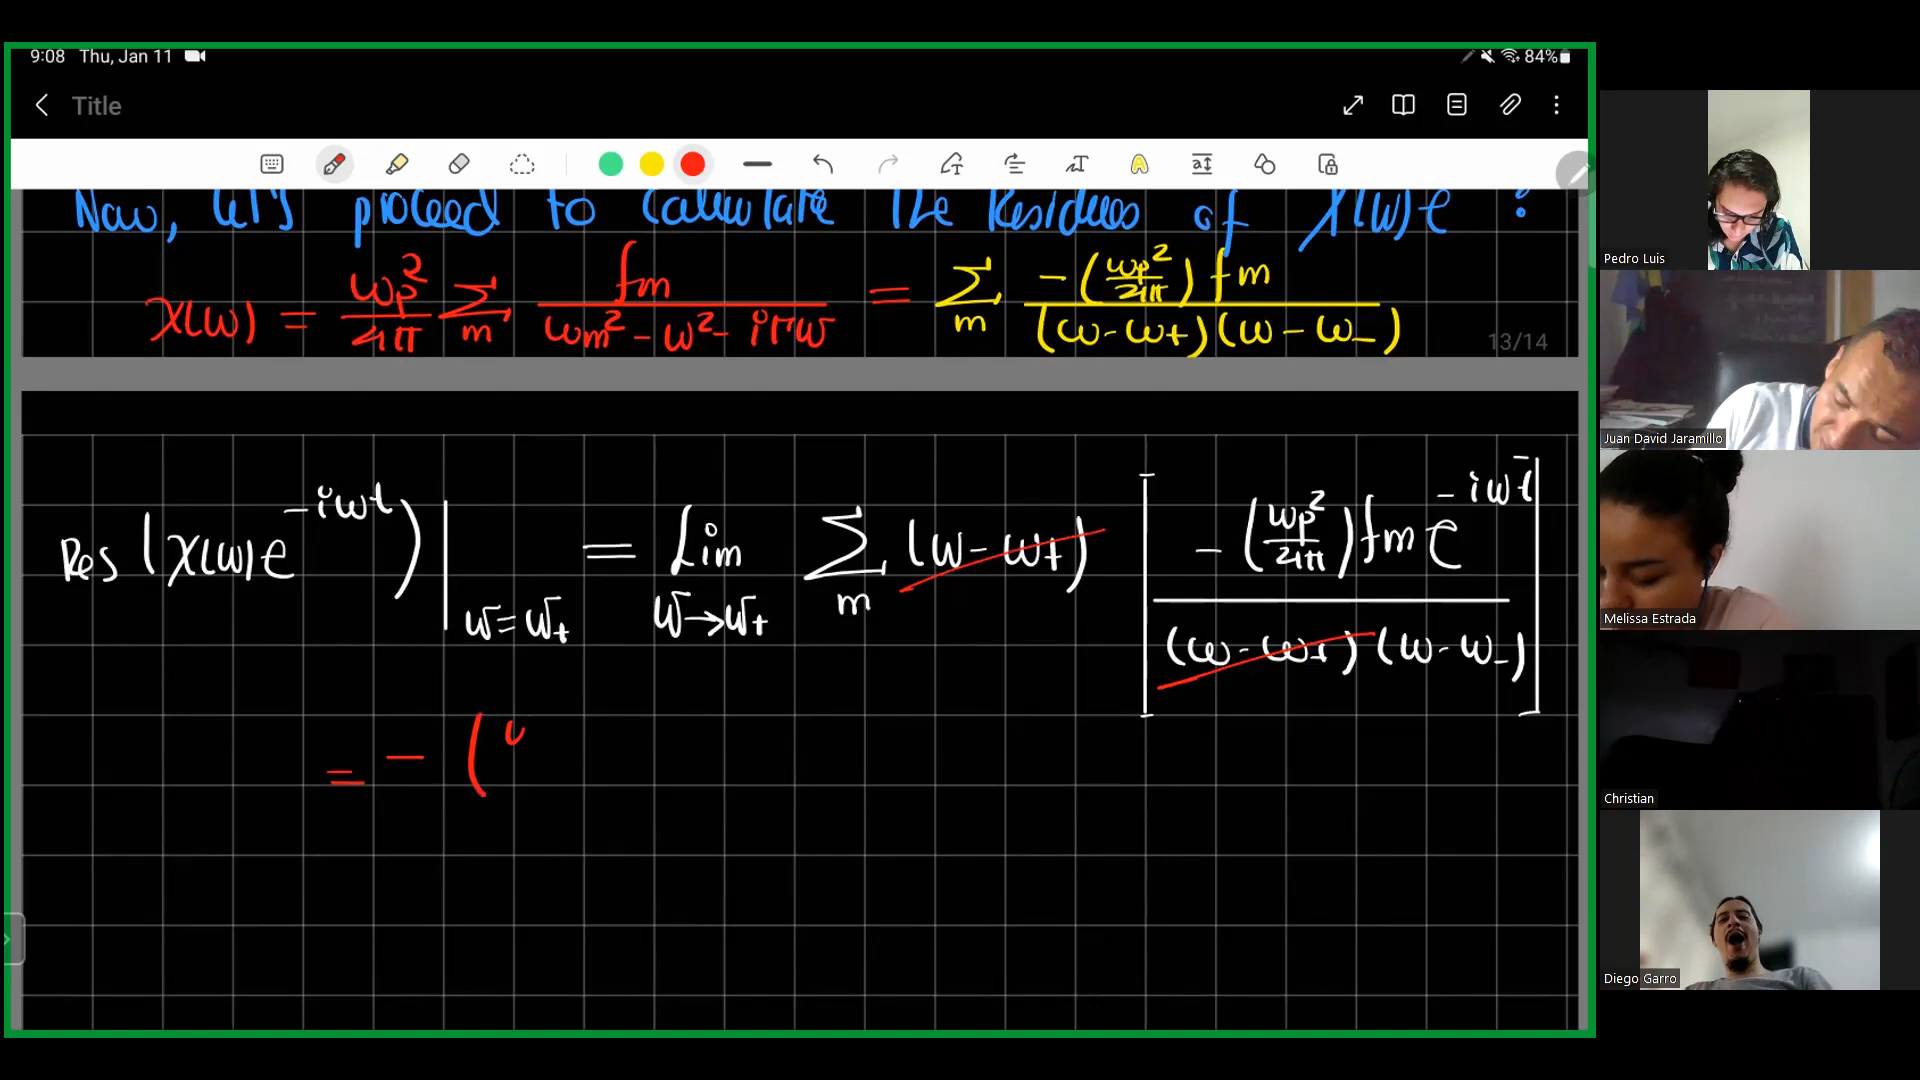 9:08 Thu, Jan 11 84%
Title
Now, let's proceed to calculate the Residues of χ(ω)e :
χ(ω) = ωp²/4π Σm fm/(ωm² - ω² - iΓω) = Σm -(ωp²/4π) fm/((ω-ω+)(ω-ω-))
13/14
Res (χ(ω)e^-iωt)|ω=ω+ = Lim ω→ω+ Σm (ω-ω+) [-(ωp²/4π) fm e^-iωt/((ω-ω+)(ω-ω-))]
= - (
Pedro Luis
Juan David Jaramillo
Melissa Estrada
Christian
Diego Garro